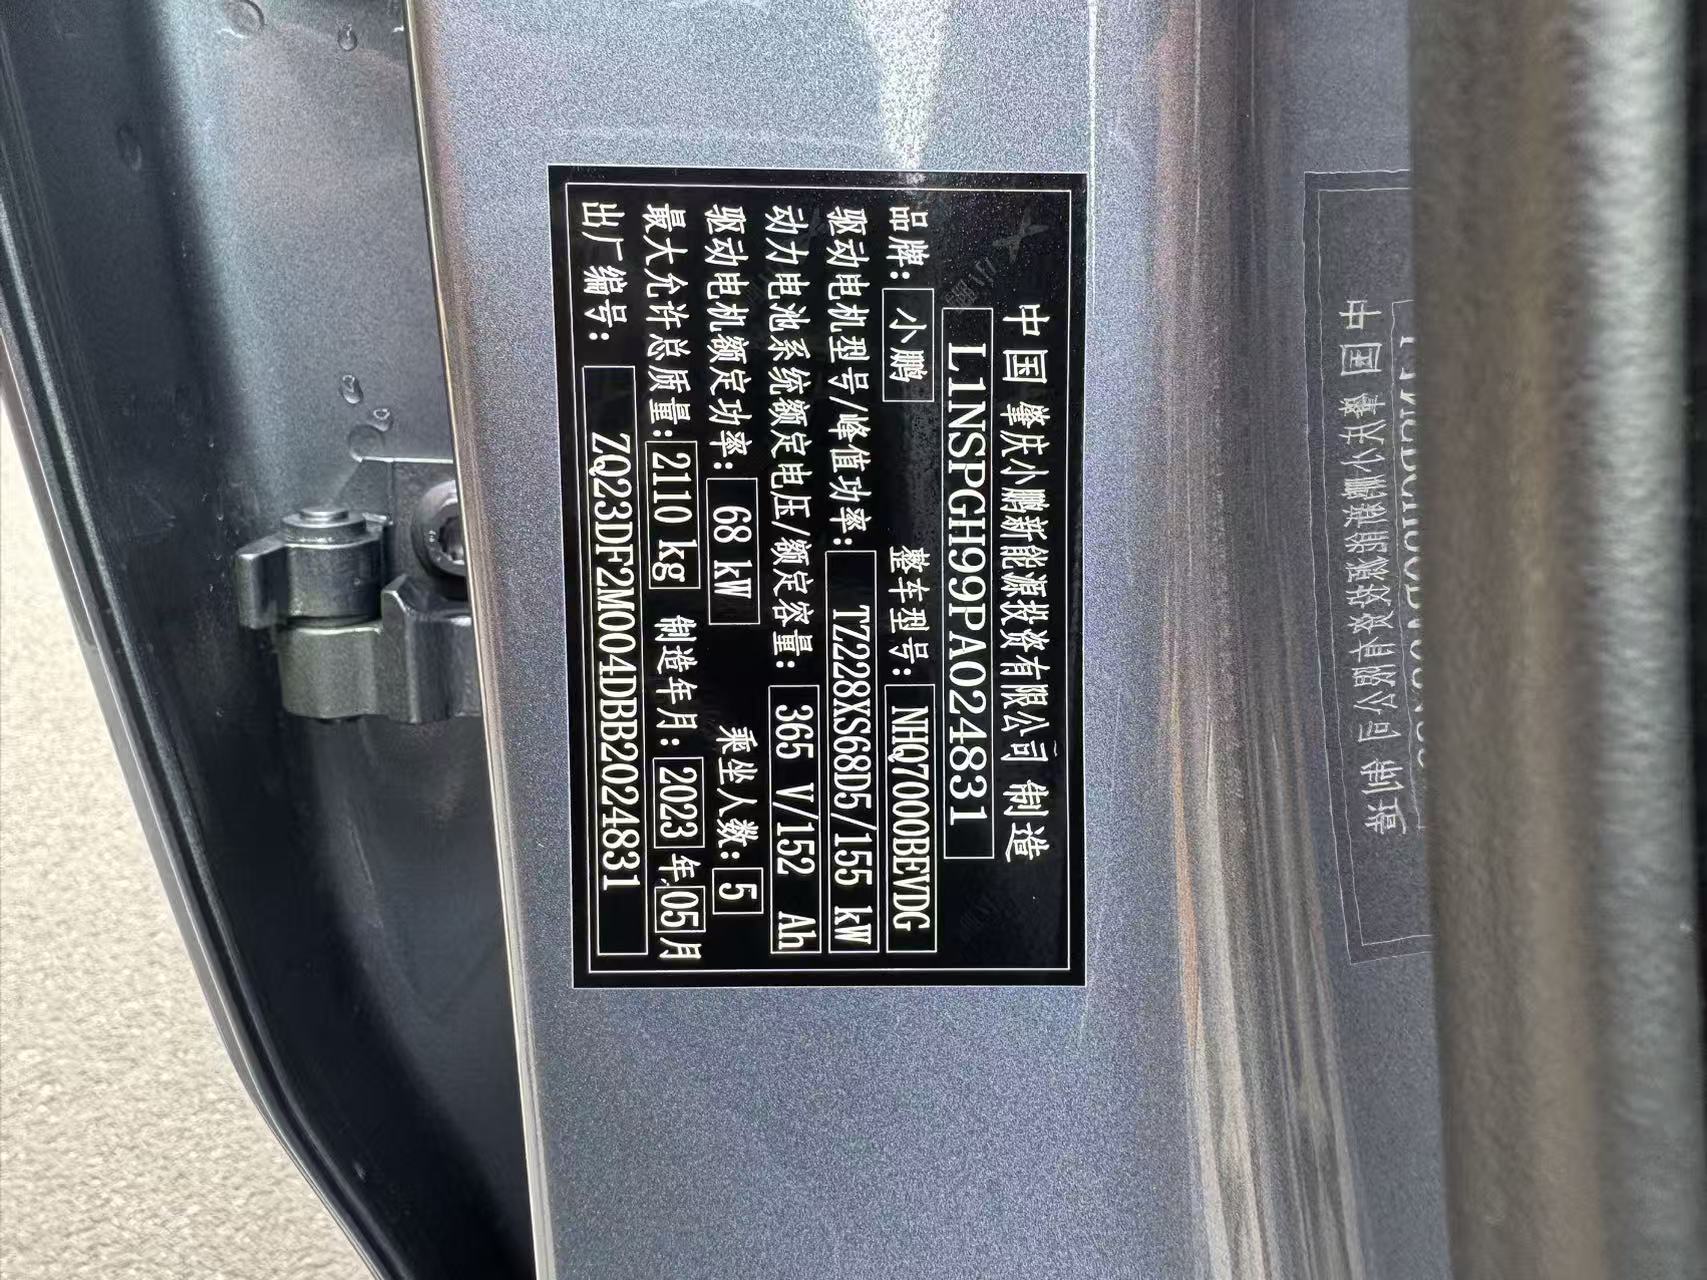 中国 肇庆小鹏新能源投资有限公司 制造
L1NSPGH99PA024831
品牌: 小鹏 整车型号: NHQ7000BEVDG
驱动电机型号/峰值功率: TZ228XS68D5/155 kW
动力电池系统额定电压/额定容量: 365 V/152 Ah
驱动电机额定功率: 68 kW 乘坐人数: 5
最大允许总质量: 2110 kg 制造年月: 2023 年 05 月
出厂编号: ZQ23DF2M004DBB2024831